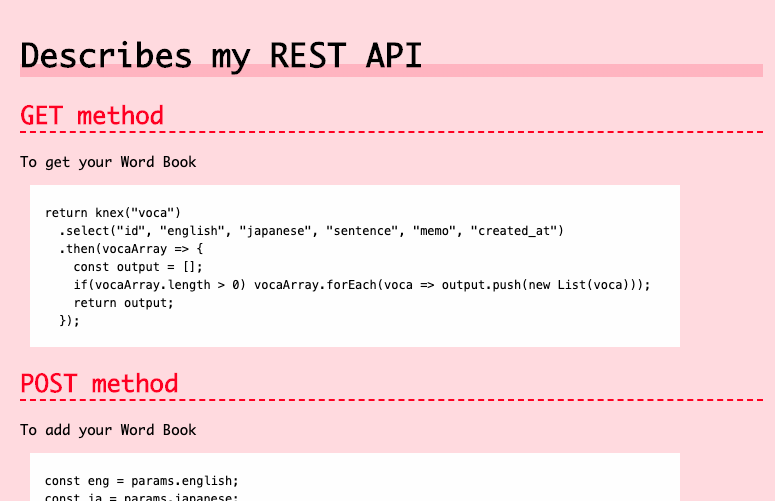 Describes my REST API
GET method
To get your Word Book
return knex("voca")
  .select("id", "english", "japanese", "sentence", "memo", "created_at")
  .then(vocaArray => {
    const output = [];
    if(vocaArray.length > 0) vocaArray.forEach(voca => output.push(new List(voca)));
    return output;
  });
POST method
To add your Word Book
const eng = params.english;
const ja = params.japanese;